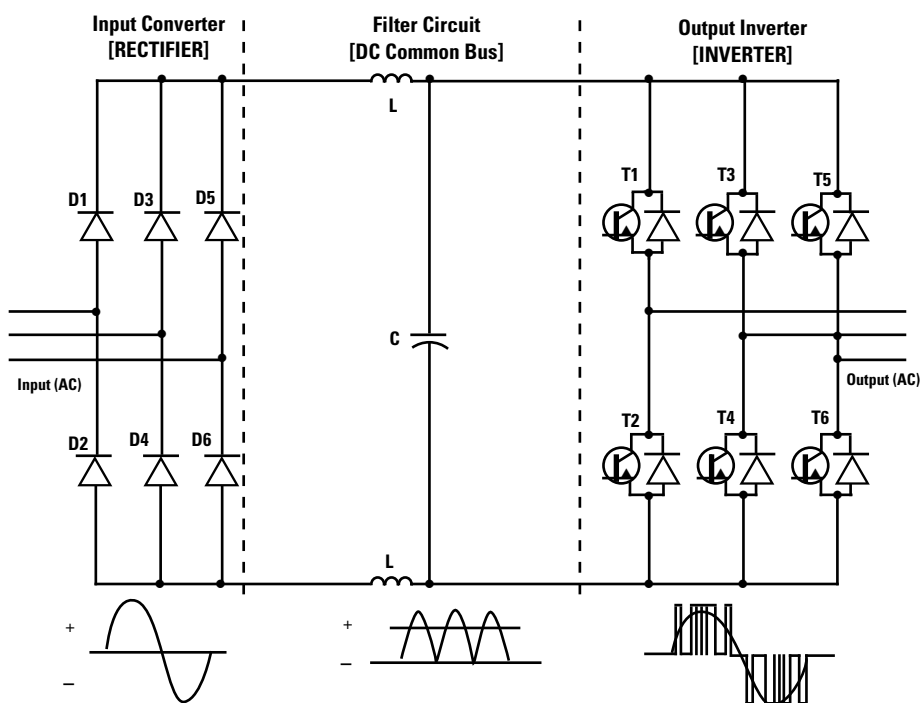 Input Converter
[RECTIFIER]
Filter Circuit
[DC Common Bus]
Output Inverter
[INVERTER]
L
D1
D3
D5
T1
T3
T5
C
Input (AC)
Output (AC)
D2
D4
D6
T2
T4
T6
L
+
–
+
–